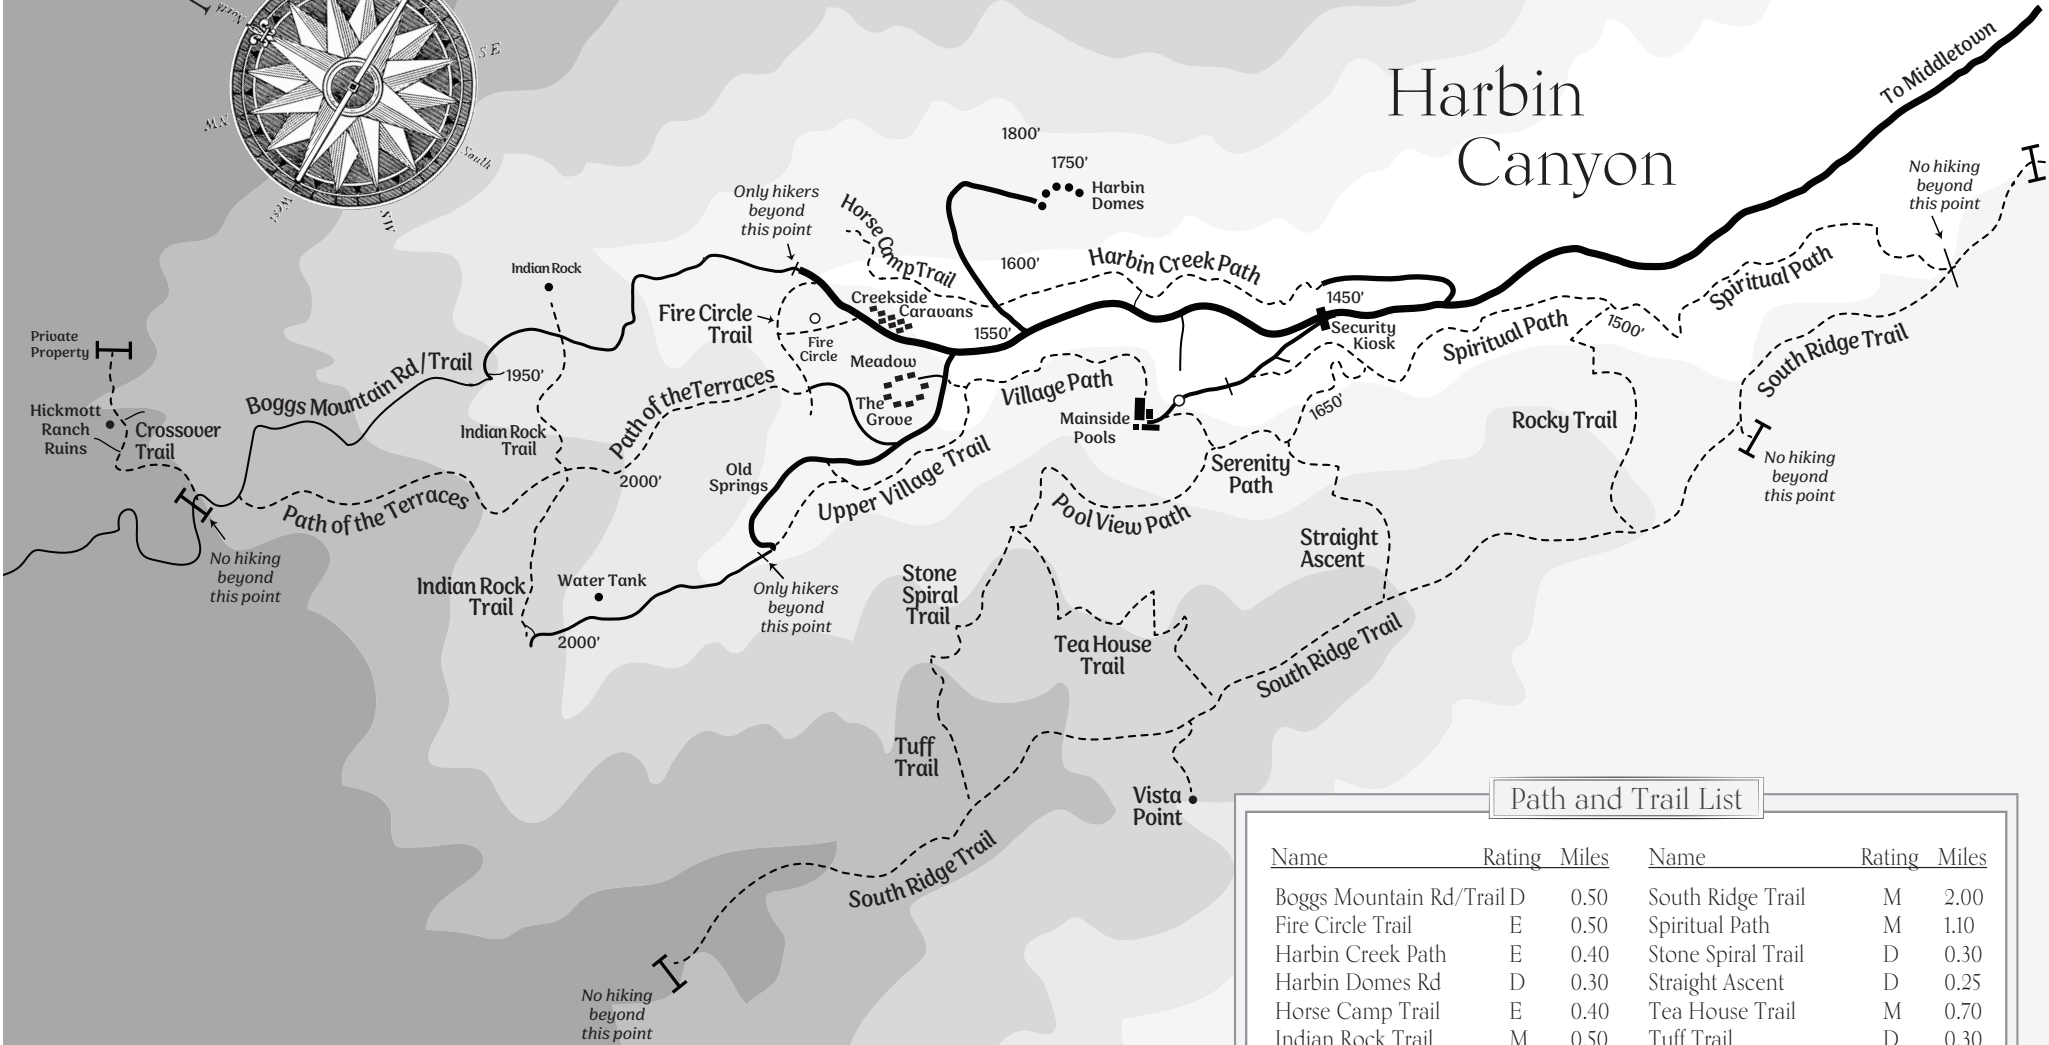 North
SE
NW
South
West
SW
Harbin
Canyon
To Middletown
1800'
1750'
Harbin
Domes
No hiking
beyond
this point
Only hikers
beyond
this point
Horse Camp Trail
1600'
Harbin Creek Path
Spiritual Path
Indian Rock
Creekside
Caravans
1450'
Security
Kiosk
Fire Circle
Trail
Fire
Circle
1550'
1500'
Spiritual Path
South Ridge Trail
Private
Property
Boggs Mountain Rd/Trail
1950'
Meadow
Path of the Terraces
The
Grove
Village Path
Mainside
Pools
1650'
Rocky Trail
Hickmott
Ranch
Ruins
Crossover
Trail
Indian Rock
Trail
2000'
Old
Springs
Upper Village Trail
Serenity
Path
No hiking
beyond
this point
Path of the Terraces
Pool View Path
Straight
Ascent
No hiking
beyond
this point
Indian Rock
Trail
Water Tank
2000'
Only hikers
beyond
this point
Stone
Spiral
Trail
Tea House
Trail
South Ridge Trail
Tuff
Trail
Vista
Point
South Ridge Trail
No hiking
beyond
this point
Path and Trail List
Name Rating Miles Name Rating Miles
Boggs Mountain Rd/Trail D 0.50 South Ridge Trail M 2.00
Fire Circle Trail E 0.50 Spiritual Path M 1.10
Harbin Creek Path E 0.40 Stone Spiral Trail D 0.30
Harbin Domes Rd D 0.30 Straight Ascent D 0.25
Horse Camp Trail E 0.40 Tea House Trail M 0.70
Indian Rock Trail M 0.50 Tuff Trail D 0.30